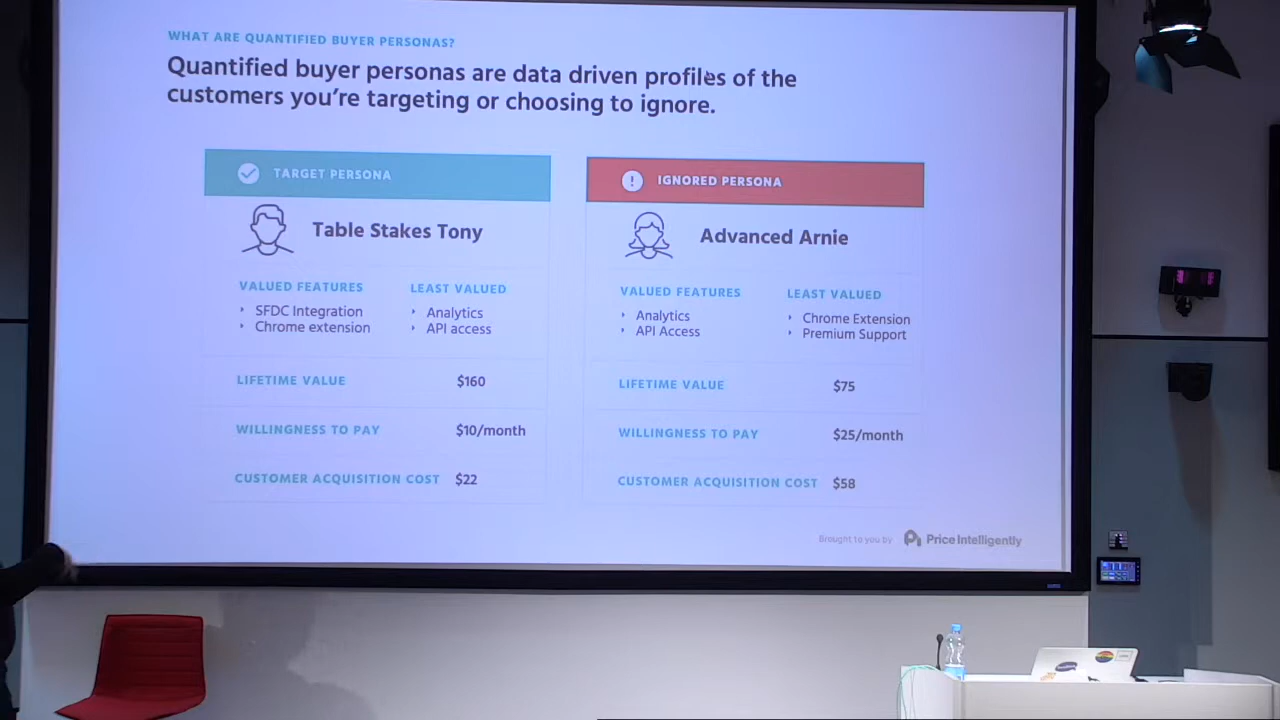 WHAT ARE QUANTIFIED BUYER PERSONAS?
Quantified buyer personas are data driven profiles of the
customers you're targeting or choosing to ignore.
TARGET PERSONA
Table Stakes Tony
VALUED FEATURES
SFDC Integration
Chrome extension
LEAST VALUED
Analytics
API access
LIFETIME VALUE $160
WILLINGNESS TO PAY $10/month
CUSTOMER ACQUISITION COST $22
IGNORED PERSONA
Advanced Arnie
VALUED FEATURES
Analytics
API Access
LEAST VALUED
Chrome Extension
Premium Support
LIFETIME VALUE $75
WILLINGNESS TO PAY $25/month
CUSTOMER ACQUISITION COST $58
Brought to you by Price Intelligently